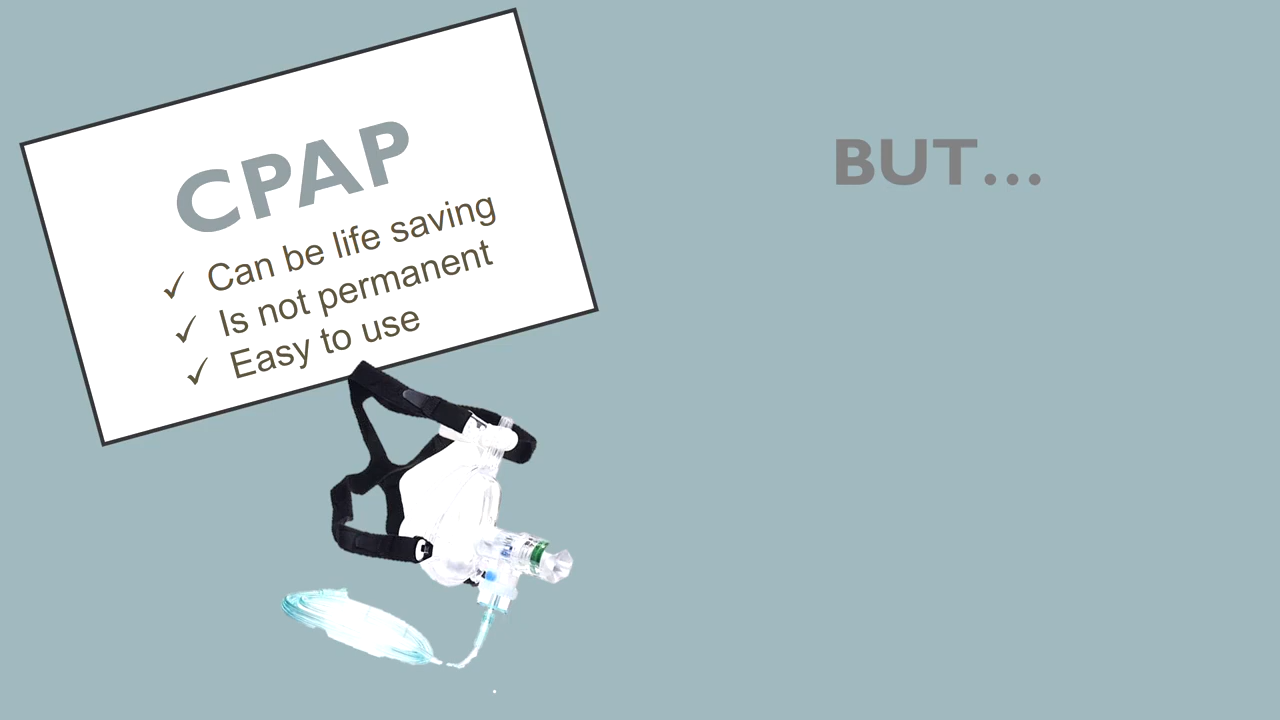 CPAP
✓ Can be life saving
✓ Is not permanent
✓ Easy to use
BUT...